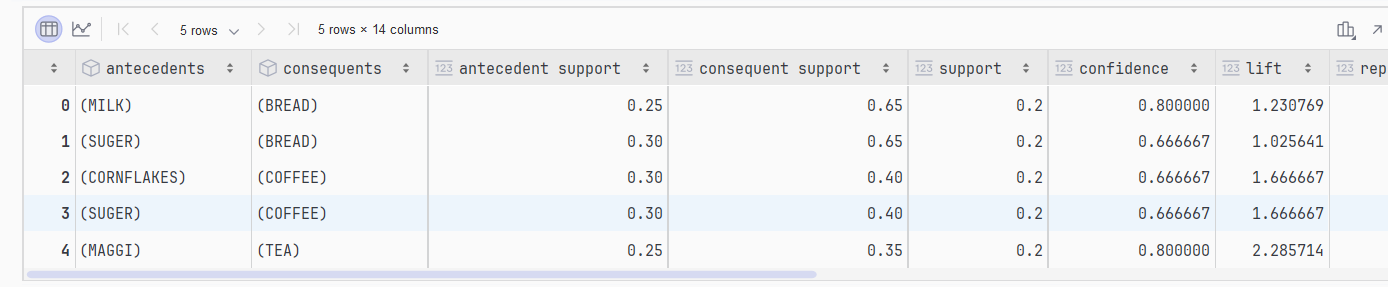 5 rows 5 rows × 14 columns
antecedents consequents 123 antecedent support 123 consequent support 123 support 123 confidence 123 lift 123 rep
0 (MILK) (BREAD) 0.25 0.65 0.2 0.800000 1.230769
1 (SUGER) (BREAD) 0.30 0.65 0.2 0.666667 1.025641
2 (CORNFLAKES) (COFFEE) 0.30 0.40 0.2 0.666667 1.666667
3 (SUGER) (COFFEE) 0.30 0.40 0.2 0.666667 1.666667
4 (MAGGI) (TEA) 0.25 0.35 0.2 0.800000 2.285714